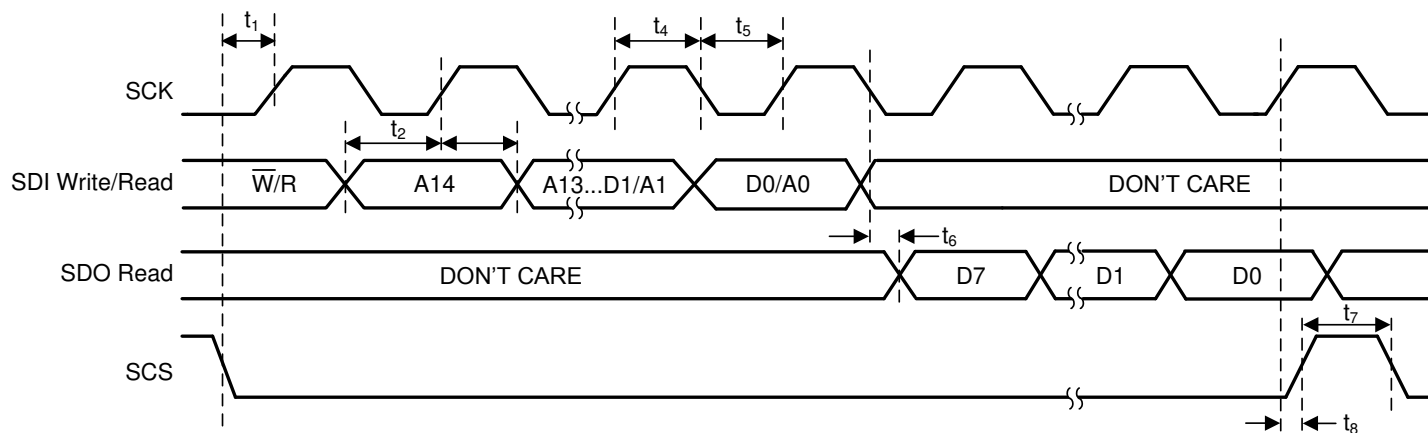 t1 t4 t5
SCK
t2
SDI Write/Read W̅/R A14 A13...D1/A1 D0/A0 DON'T CARE
t6
SDO Read DON'T CARE D7 D1 D0
t7
SCS
t8